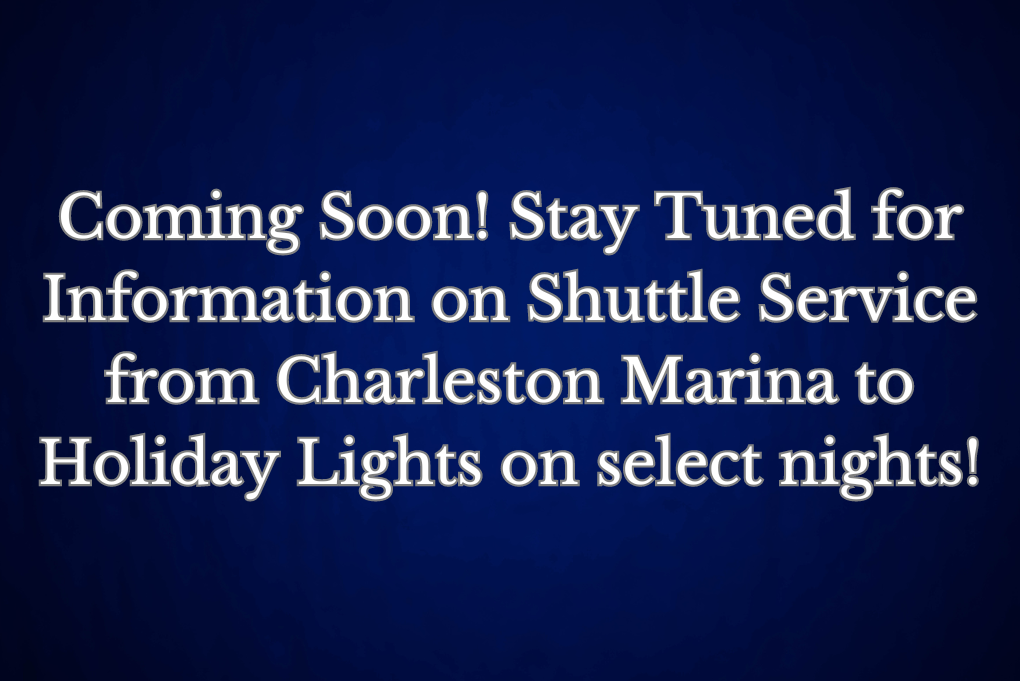 Coming Soon! Stay Tuned for
Information on Shuttle Service
from Charleston Marina to
Holiday Lights on select nights!